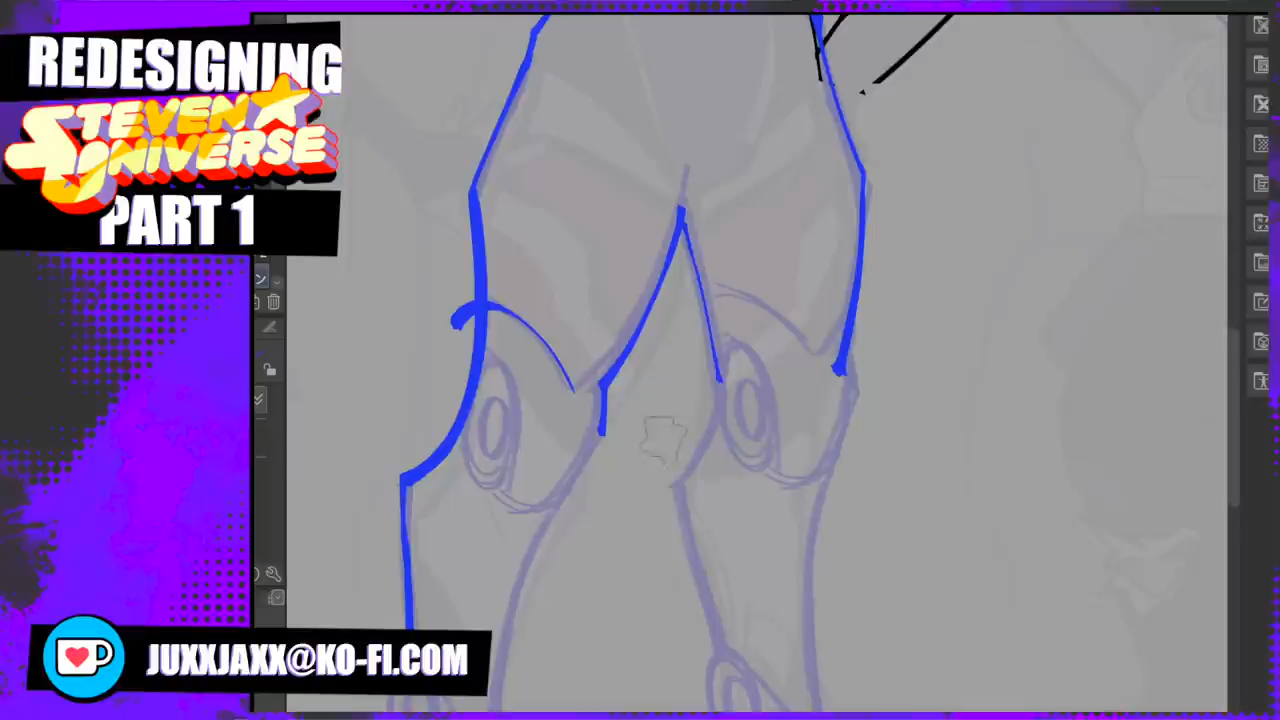 REDESIGNING
STEVEN
UNIVERSE
PART 1
JUXXJAXX@KO-FI.COM